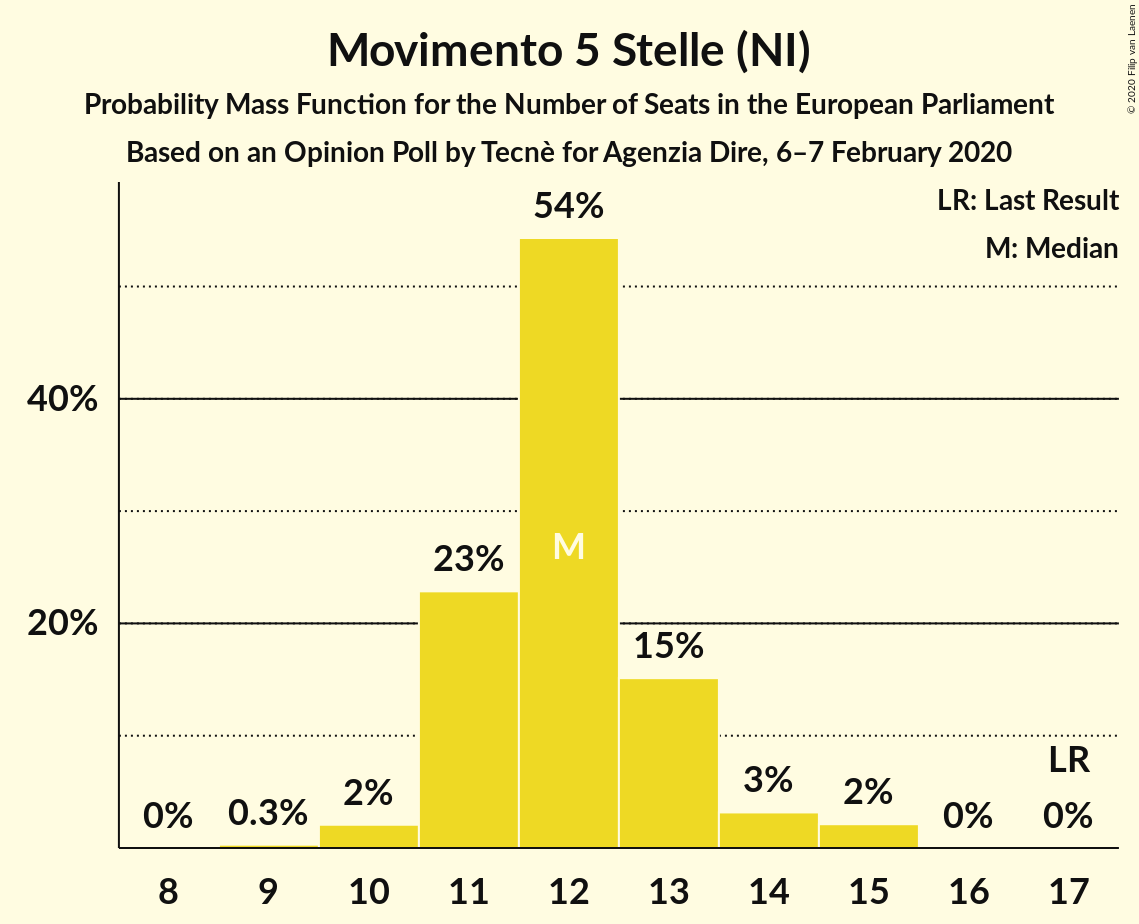 Movimento 5 Stelle (NI)
Probability Mass Function for the Number of Seats in the European Parliament
Based on an Opinion Poll by Tecnè for Agenzia Dire, 6–7 February 2020
© 2020 Filip van Laenen
LR: Last Result
M: Median
54%
40%
M
23%
20%
15%
LR
3%
2%
2%
0%
0.3%
0%
0%
8 9 10 11 12 13 14 15 16 17